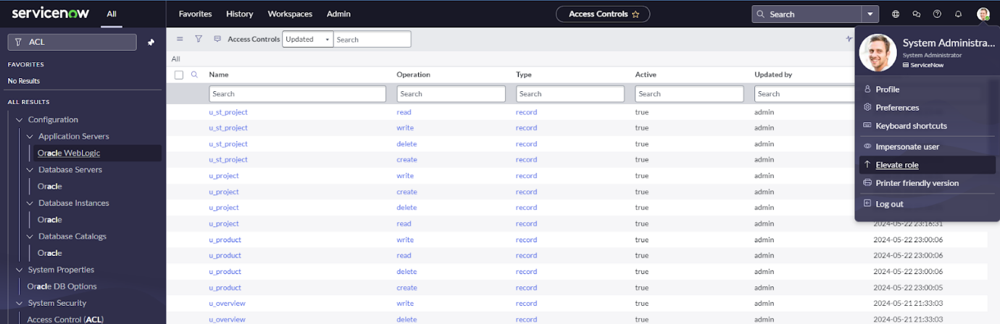 servicenow All Favorites History Workspaces Admin Access Controls Search
ACL
FAVORITES
No Results
ALL RESULTS
Configuration
Application Servers
Oracle WebLogic
Database Servers
Oracle
Database Instances
Oracle
Database Catalogs
Oracle
System Properties
Oracle DB Options
System Security
Access Control (ACL)
Access Controls Updated Search
All
Name Operation Type Active Updated by
Search Search Search Search Search
u_st_project read record true admin
u_st_project write record true admin
u_st_project delete record true admin
u_st_project create record true admin
u_project write record true admin
u_project create record true admin
u_project delete record true admin
u_project read record true admin 2024-05-22 23:16:31
u_product write record true admin 2024-05-22 23:00:06
u_product read record true admin 2024-05-22 23:00:06
u_product delete record true admin 2024-05-22 23:00:06
u_product create record true admin 2024-05-22 23:00:05
u_overview write record true admin 2024-05-21 21:33:03
u_overview delete record true admin 2024-05-21 21:33:03
System Administra...
System Administrator
ServiceNow
Profile
Preferences
Keyboard shortcuts
Impersonate user
Elevate role
Printer friendly version
Log out